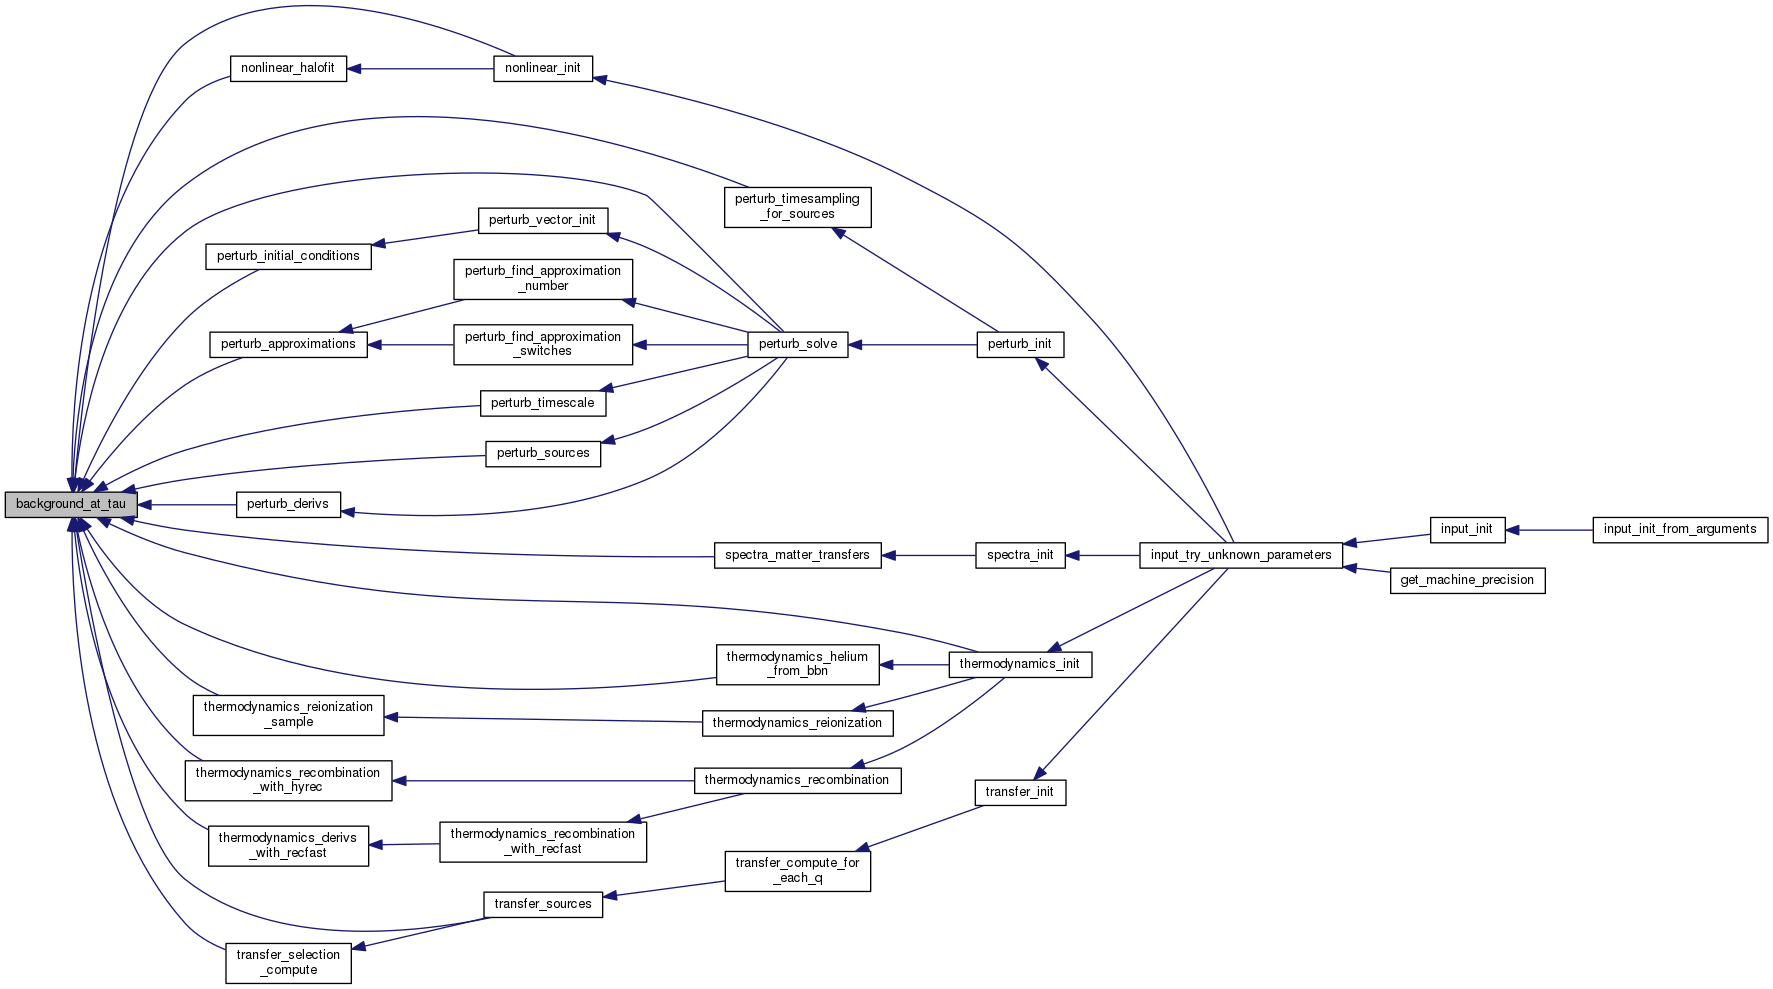 nonlinear_halofit
nonlinear_init
perturb_timesampling
_for_sources
perturb_vector_init
perturb_initial_conditions
perturb_find_approximation
_number
perturb_approximations
perturb_find_approximation
_switches
perturb_solve
perturb_init
perturb_timescale
perturb_sources
background_at_tau
perturb_derivs
input_init
input_init_from_arguments
spectra_matter_transfers
spectra_init
input_try_unknown_parameters
get_machine_precision
thermodynamics_helium
_from_bbn
thermodynamics_init
thermodynamics_reionization
_sample
thermodynamics_reionization
thermodynamics_recombination
_with_hyrec
thermodynamics_recombination
transfer_init
thermodynamics_derivs
_with_recfast
thermodynamics_recombination
_with_recfast
transfer_compute_for
_each_q
transfer_sources
transfer_selection
_compute